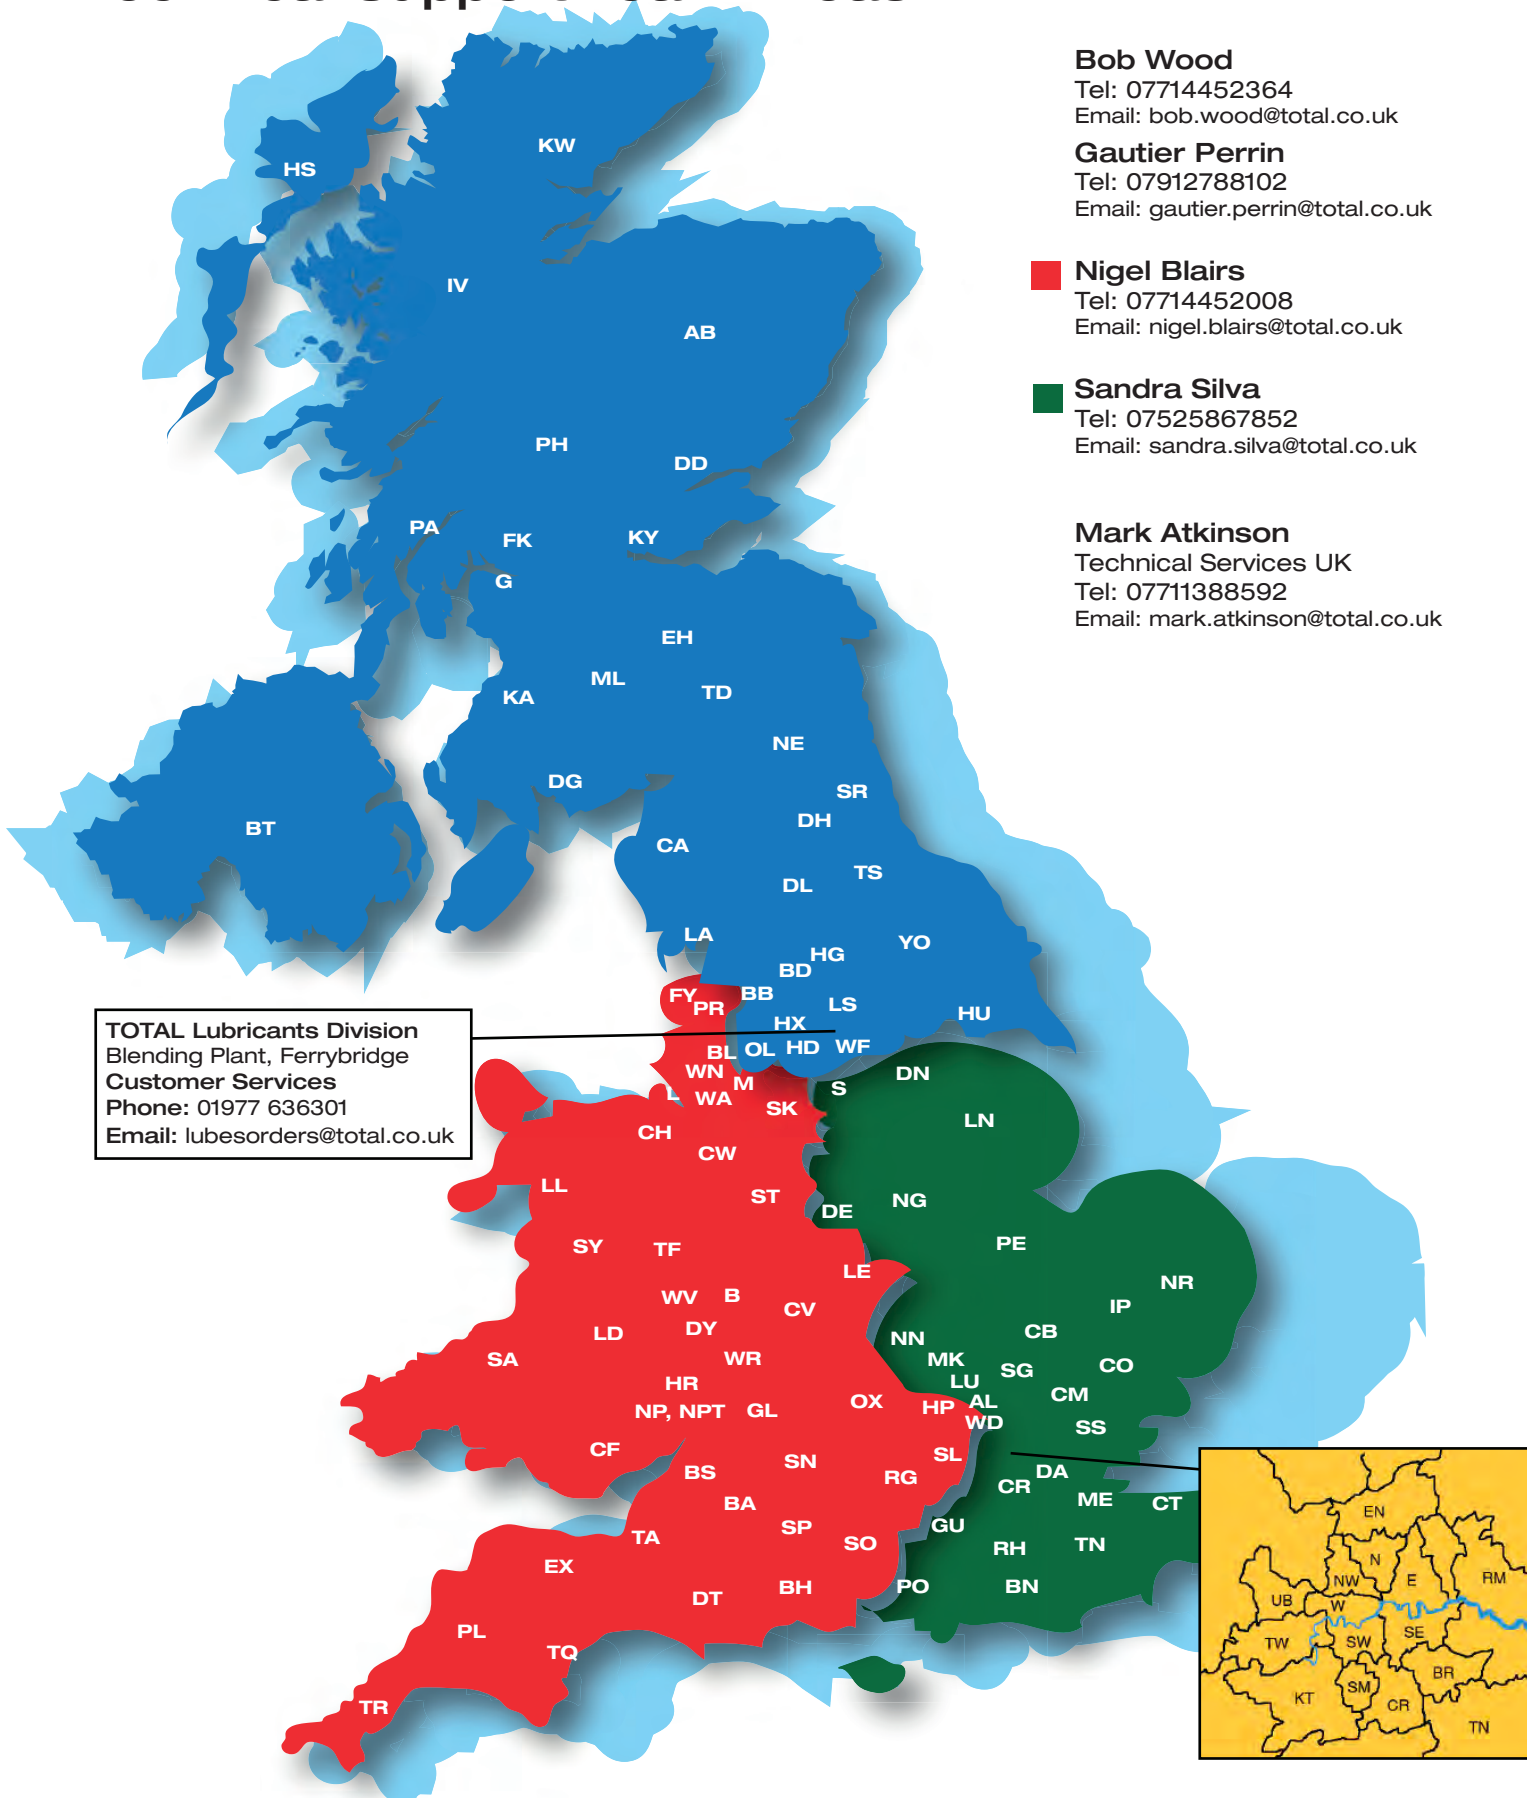 Bob Wood
Tel: 07714452364
Email: bob.wood@total.co.uk
Gautier Perrin
Tel: 07912788102
Email: gautier.perrin@total.co.uk
Nigel Blairs
Tel: 07714452008
Email: nigel.blairs@total.co.uk
Sandra Silva
Tel: 07525867852
Email: sandra.silva@total.co.uk
Mark Atkinson
Technical Services UK
Tel: 07711388592
Email: mark.atkinson@total.co.uk
KW
HS
IV
AB
PH
DD
PA
FK
KY
G
EH
ML
KA
TD
NE
DG
SR
DH
BT
CA
TS
DL
LA
YO
HG
BD
FY
BB
PR
LS
HU
HX
BL
OL
HD
WF
TOTAL Lubricants Division
Blending Plant, Ferrybridge
Customer Services
Phone: 01977 636301
Email: lubesorders@total.co.uk
WN
M
S
DN
L
WA
SK
LN
CH
CW
LL
ST
NG
DE
SY
TF
PE
LE
NR
WV
B
CV
IP
LD
DY
NN
CB
SA
WR
MK
SG
CO
HR
LU
CM
NP, NPT
GL
OX
HP
AL
WD
SS
CF
SN
SL
BS
RG
DA
CR
BA
ME
CT
TA
SP
SO
GU
RH
TN
EX
DT
BH
PO
BN
PL
TQ
TR
EN
N
NW
E
RM
UB
W
TW
SW
SE
BR
KT
SM
CR
TN